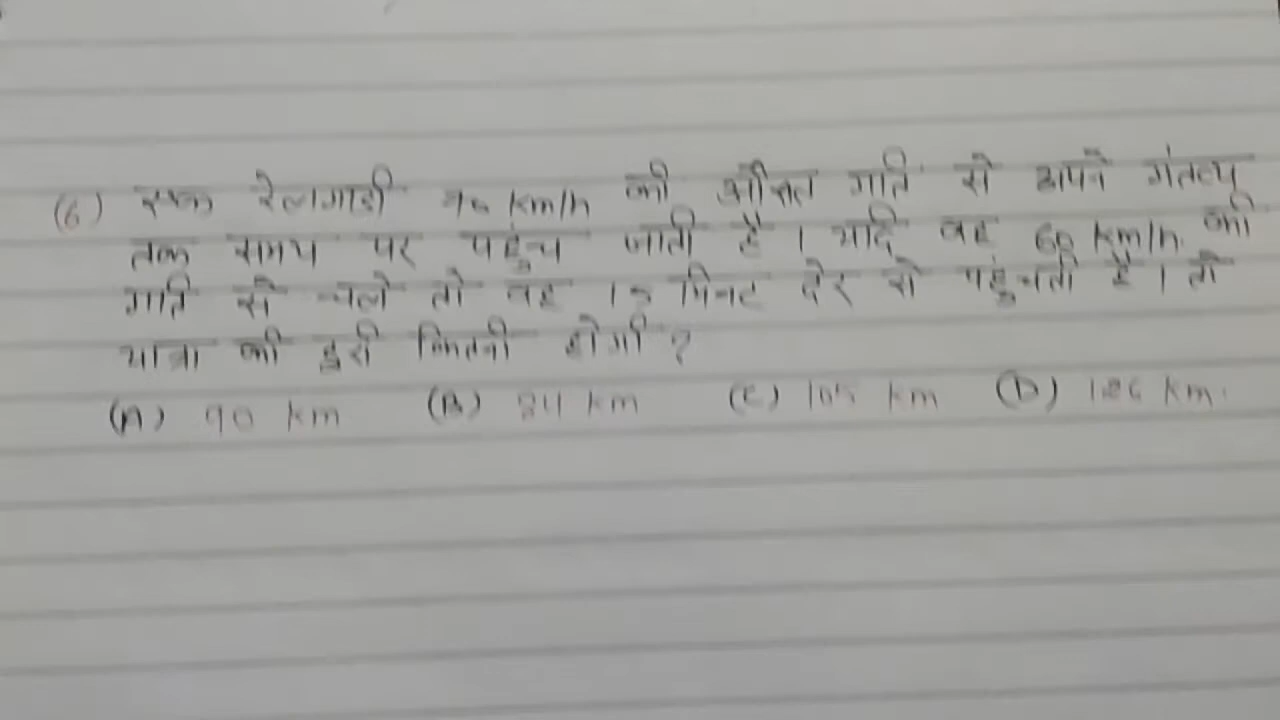 (6) एक रेलगाडी 70 km/h की औसत गति से अपने गंतव्य
तक समय पर पहुंच जाती है । यदि वह 60 km/h की
गति से चले तो वह 15 मिनट देर से पहुंचती है । तो
यात्रा की दुरी कितनी होगी ?
(A) 90 km (B) 84 km (C) 105 km (D) 126 km.